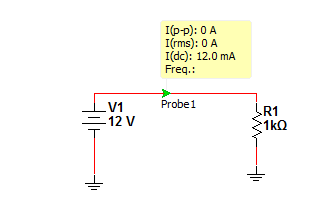 I(p-p): 0 A
I(rms): 0 A
I(dc): 12.0 mA
Freq.:
Probe1
V1
12 V
R1
1kΩ